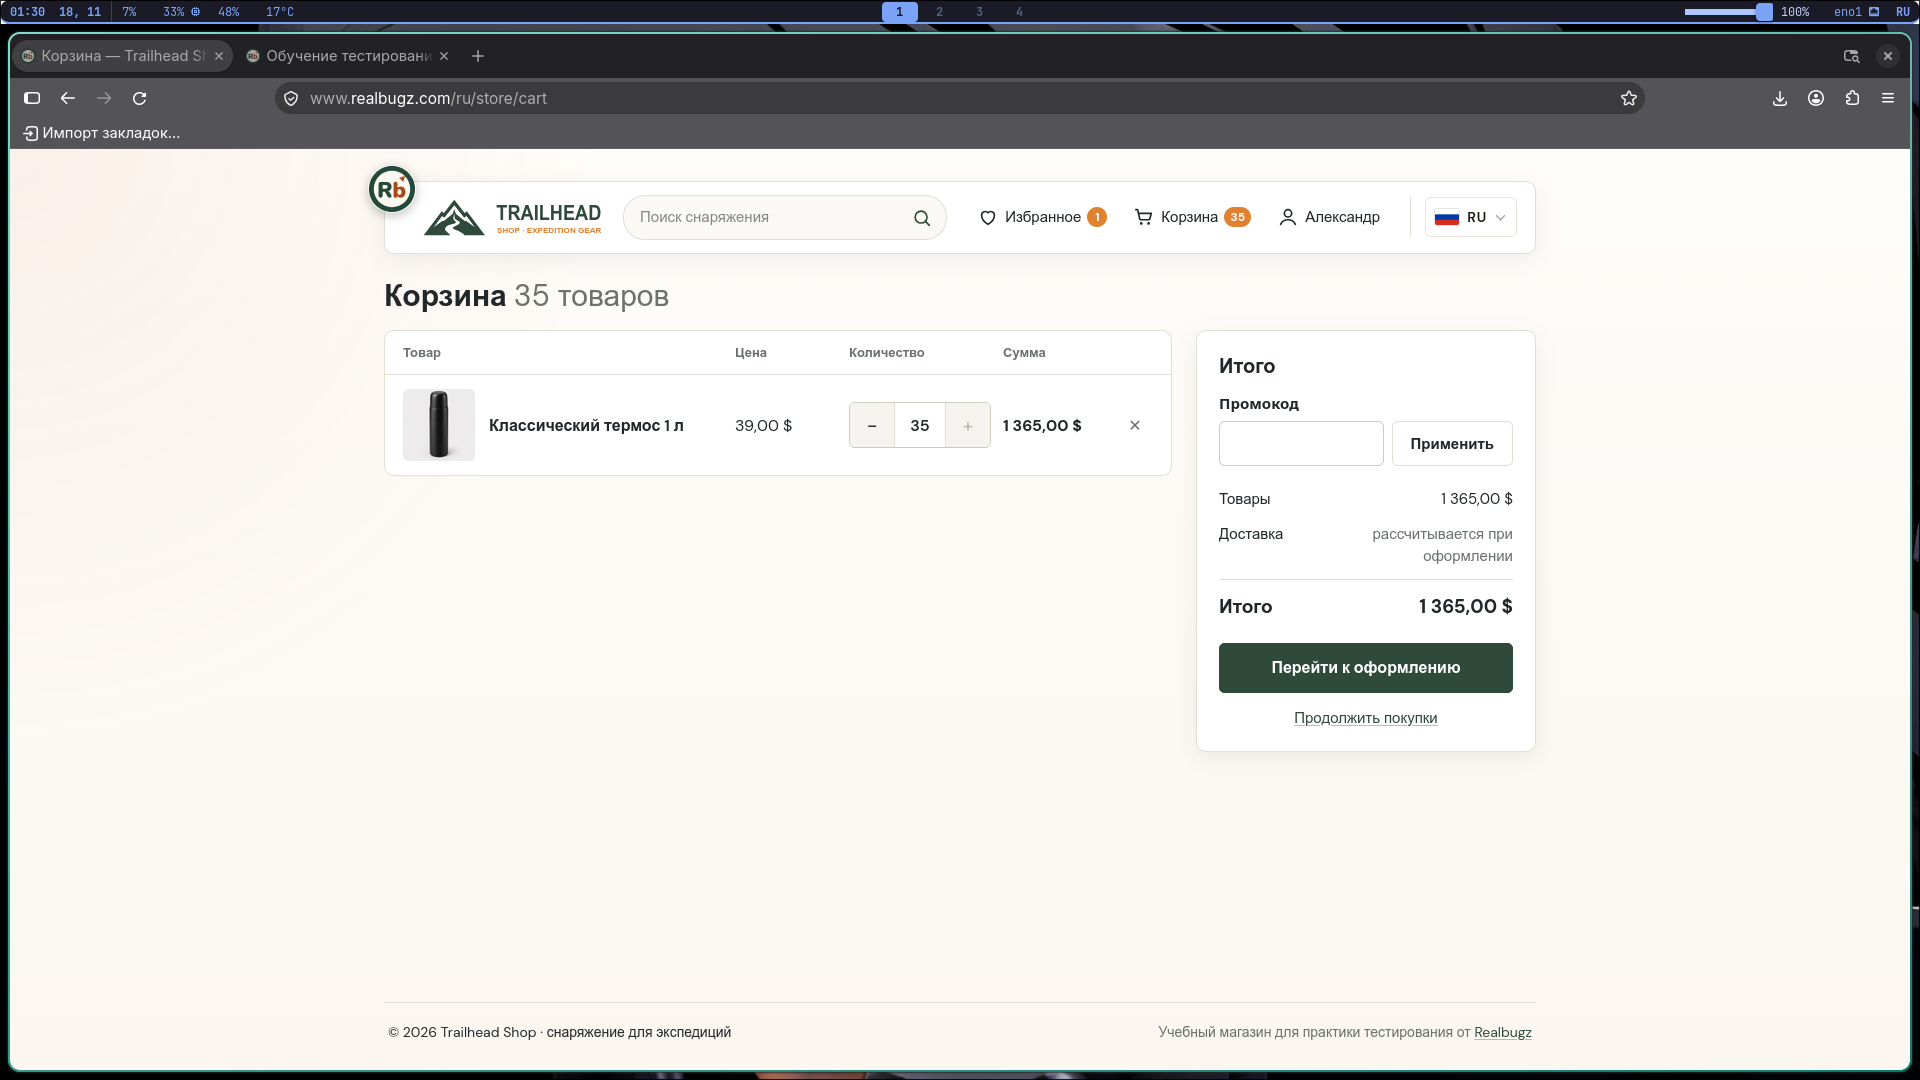 01:30 18, 11 7% 33% 48% 17°C 1 2 3 4 100% eno1 RU
Корзина — Trailhead Sh Обучение тестировани
www.realbugz.com/ru/store/cart
Импорт закладок...
Rb
TRAILHEAD
SHOP · EXPEDITION GEAR
Поиск снаряжения
Избранное 1
Корзина 35
Александр
RU
Корзина 35 товаров
Товар Цена Количество Сумма
Классический термос 1 л 39,00 $ − 35 + 1 365,00 $ ×
Итого
Промокод
Применить
Товары 1 365,00 $
Доставка рассчитывается при
оформлении
Итого 1 365,00 $
Перейти к оформлению
Продолжить покупки
© 2026 Trailhead Shop · снаряжение для экспедиций
Учебный магазин для практики тестирования от Realbugz